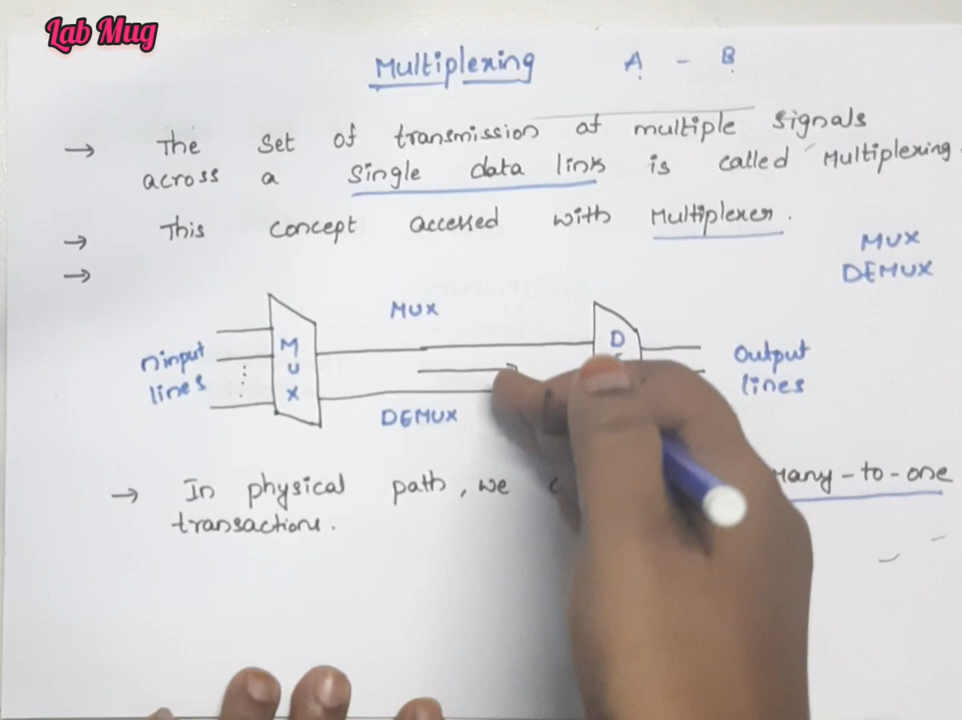 Lab Mug
Multiplexing A - B
→ The set of transmission of multiple signals
across a single data link is called Multiplexing.
→ This concept accessed with Multiplexer.
→
MUX
DEMUX
MUX
n input
lines
M
U
X
DEMUX
D
Output
lines
→ In physical path, we many-to-one
transactions.